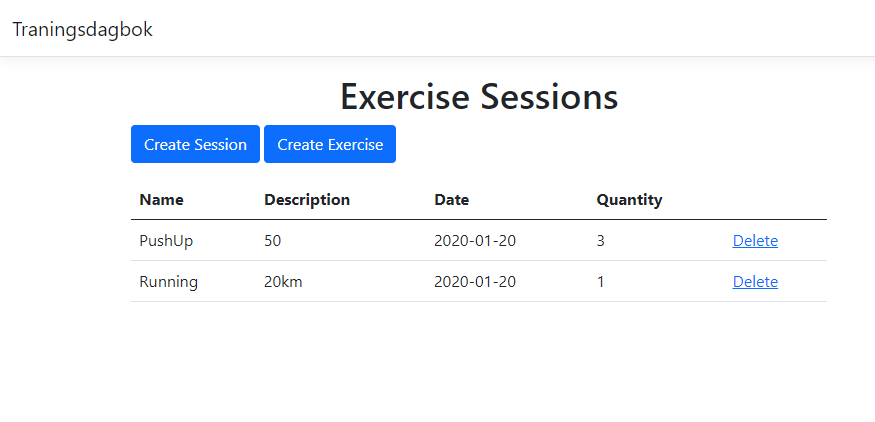 Traningsdagbok
Exercise Sessions
Create Session Create Exercise
Name Description Date Quantity
PushUp 50 2020-01-20 3 Delete
Running 20km 2020-01-20 1 Delete